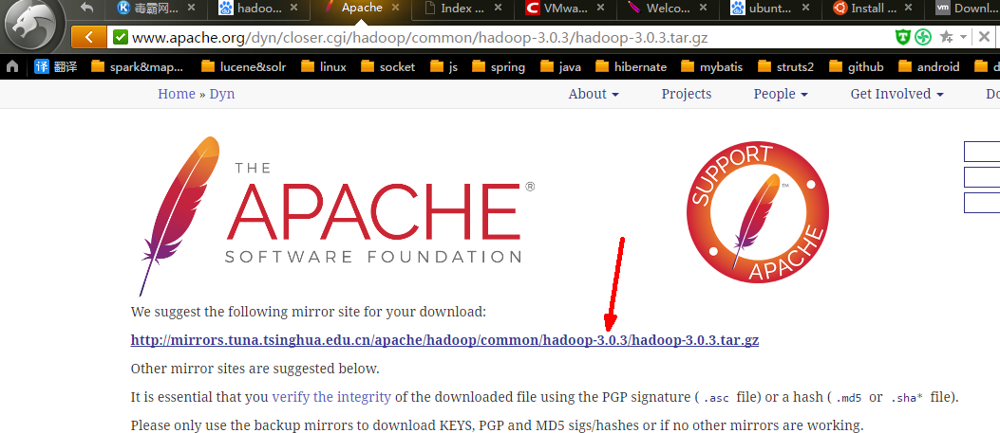 毒霸网...
hadoo...
Apache
Index ...
VMwa...
Welco...
ubunt...
Install ...
vm Downl...
www.apache.org/dyn/closer.cgi/hadoop/common/hadoop-3.0.3/hadoop-3.0.3.tar.gz
译 翻译 spark&map... lucene&solr linux socket js spring java hibernate mybatis struts2 github android d
Home » Dyn About Projects People Get Involved Do
THE
APACHE®
SOFTWARE FOUNDATION
SUPPORT
APACHE
TM
We suggest the following mirror site for your download:
http://mirrors.tuna.tsinghua.edu.cn/apache/hadoop/common/hadoop-3.0.3/hadoop-3.0.3.tar.gz
Other mirror sites are suggested below.
It is essential that you verify the integrity of the downloaded file using the PGP signature ( .asc file) or a hash ( .md5 or .sha* file).
Please only use the backup mirrors to download KEYS, PGP and MD5 sigs/hashes or if no other mirrors are working.